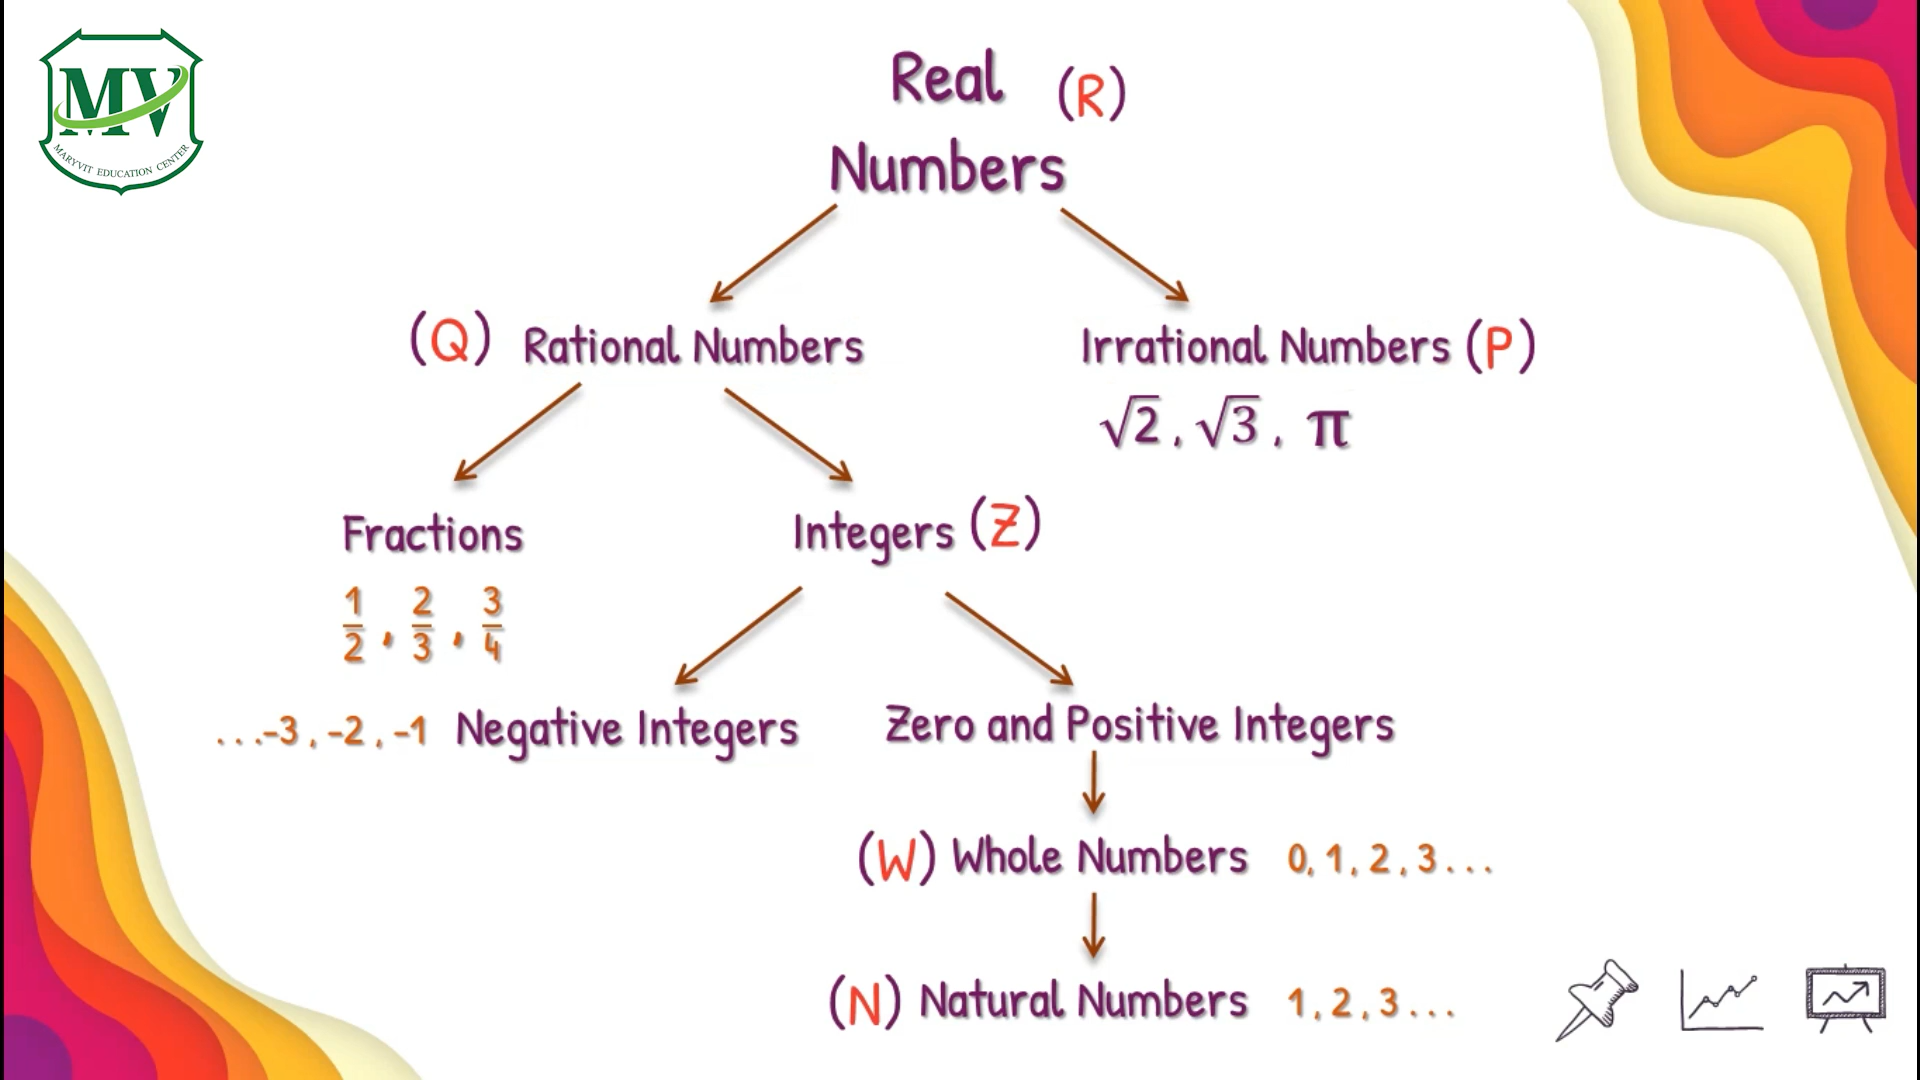 MV
MARYVIT EDUCATION CENTER
Real (R)
Numbers
(Q) Rational Numbers
Irrational Numbers (P)
√2 , √3 , π
Fractions
1/2 , 2/3 , 3/4
Integers (Z)
...-3 , -2 , -1 Negative Integers
Zero and Positive Integers
(W) Whole Numbers 0, 1 , 2 , 3 . . .
(N) Natural Numbers 1 , 2 , 3 . . .